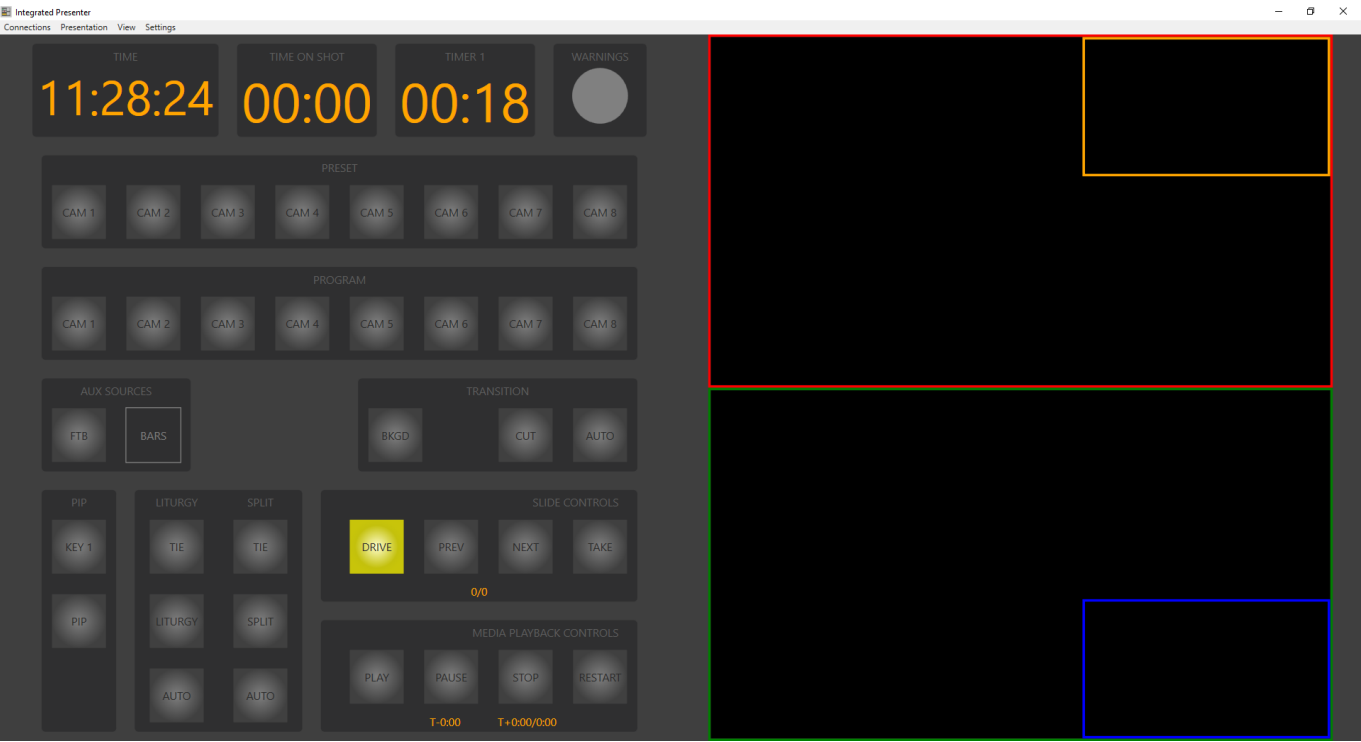 Integrated Presenter
Connections Presentation View Settings
TIME TIME ON SHOT TIMER 1 WARNINGS
11:28:24 00:00 00:18
PRESET
CAM 1 CAM 2 CAM 3 CAM 4 CAM 5 CAM 6 CAM 7 CAM 8
PROGRAM
CAM 1 CAM 2 CAM 3 CAM 4 CAM 5 CAM 6 CAM 7 CAM 8
AUX SOURCES TRANSITION
FTB BARS BKGD CUT AUTO
PIP LITURGY SPLIT SLIDE CONTROLS
KEY 1 TIE TIE DRIVE PREV NEXT TAKE
0/0
PIP LITURGY SPLIT MEDIA PLAYBACK CONTROLS
PLAY PAUSE STOP RESTART
AUTO AUTO
T-0:00 T+0:00/0:00